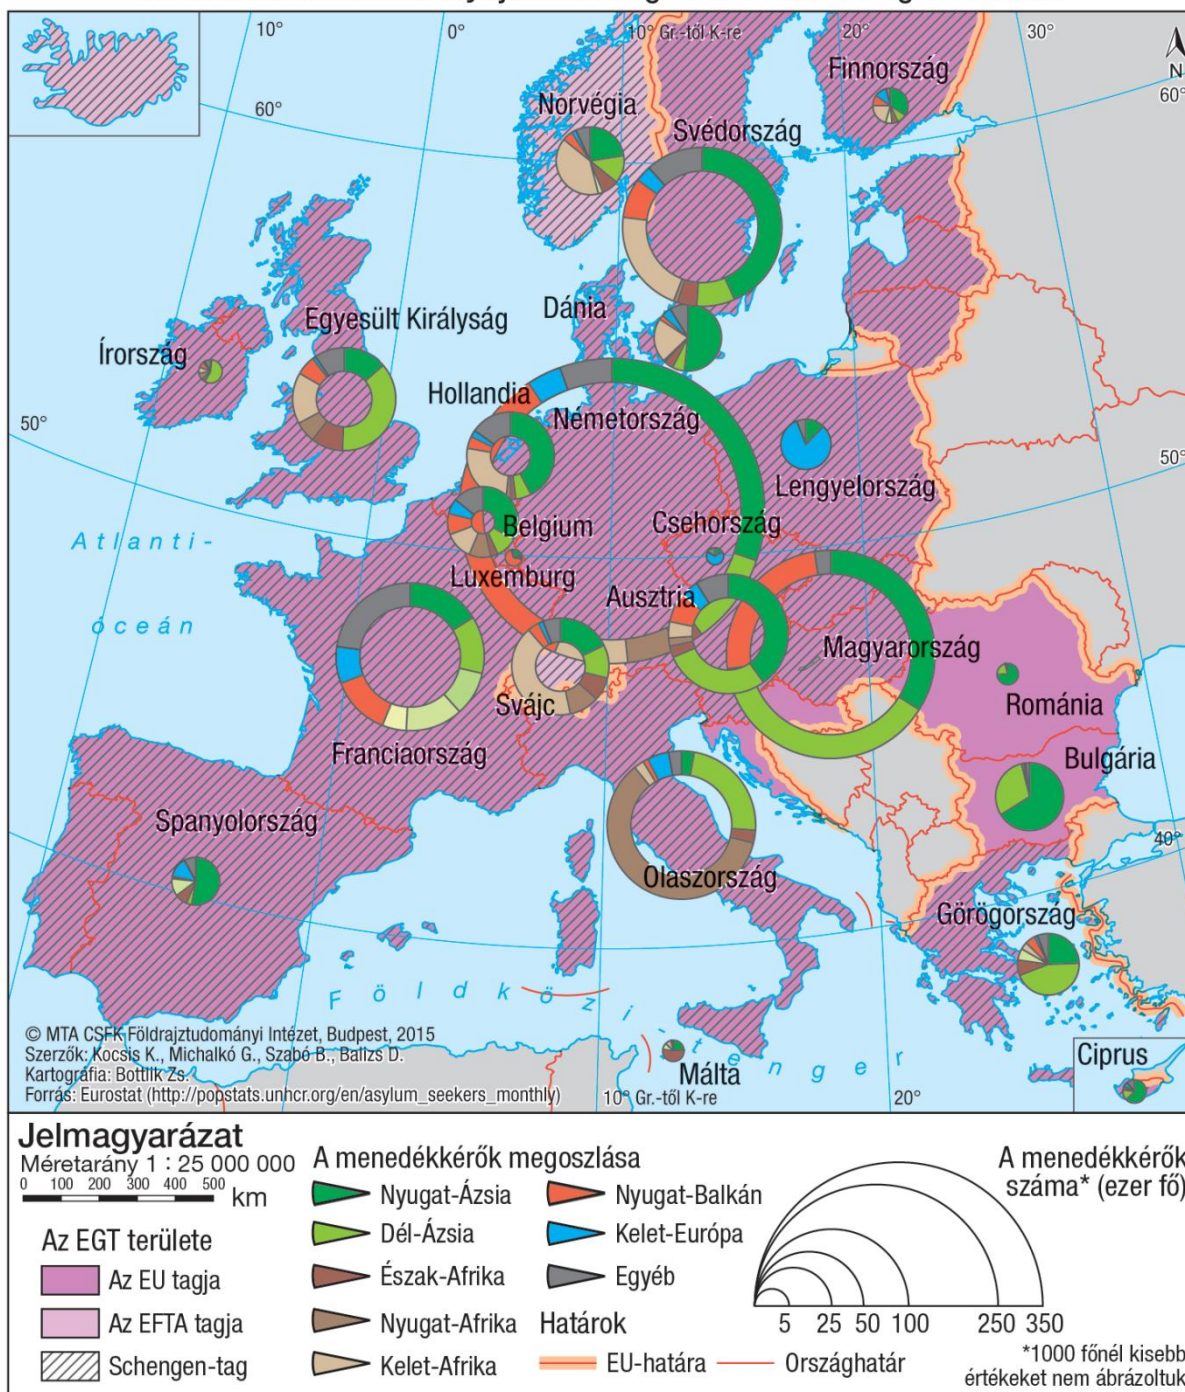 10°
0°
10° Gr.-től K-re
20°
30°
N
60°
60°
Finnország
Norvégia
Svédország
Dánia
Egyesült Királyság
Írország
Hollandia
Németország
50°
50°
Lengyelország
Csehország
Belgium
Atlanti-
óceán
Luxemburg
Ausztria
Magyarország
Románia
Svájc
Franciaország
Bulgária
Spanyolország
40°
Olaszország
Görögország
Földközi-tenger
© MTA CSFK Földrajztudományi Intézet, Budapest, 2015
Szerzők: Kocsis K., Michalkó G., Szabó B., Balizs D.
Kartográfia: Bottlik Zs.
Forrás: Eurostat (http://popstats.unhcr.org/en/asylum_seekers_monthly)
Málta
Ciprus
10° Gr.-től K-re
20°
Jelmagyarázat
Méretarány 1 : 25 000 000
0 100 200 300 400 500 km
Az EGT területe
Az EU tagja
Az EFTA tagja
Schengen-tag
A menedékkérők megoszlása
Nyugat-Ázsia
Dél-Ázsia
Észak-Afrika
Nyugat-Afrika
Kelet-Afrika
Nyugat-Balkán
Kelet-Európa
Egyéb
Határok
EU-határa
Országhatár
A menedékkérők
száma* (ezer fő)
5 25 50 100 250 350
*1000 főnél kisebb
értékeket nem ábrázoltuk